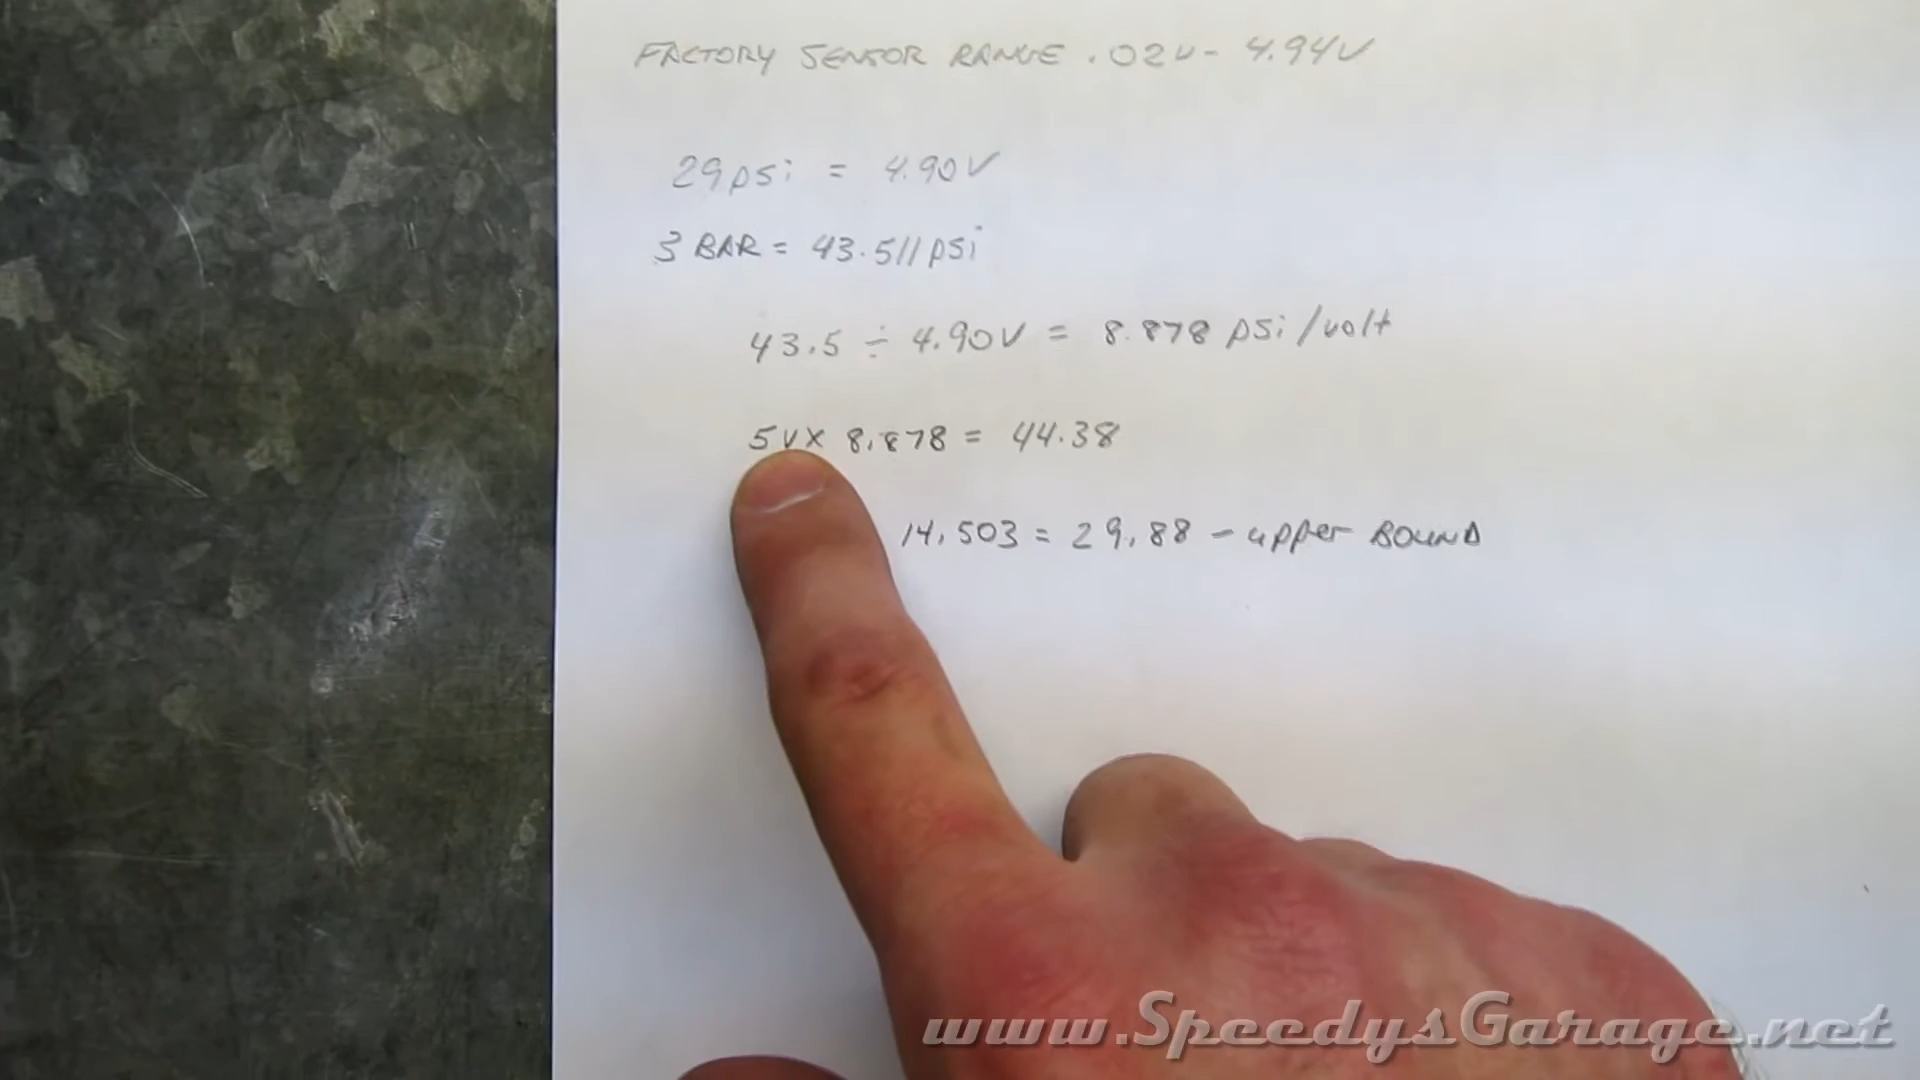 FACTORY SENSOR RANGE .02V - 4.94V
29psi = 4.90V
3 BAR = 43.511 psi
43.5 ÷ 4.90V = 8.878 psi/volt
5VX 8.878 = 44.38
14.503 = 29.88 - upper BOUND
www.SpeedysGarage.net